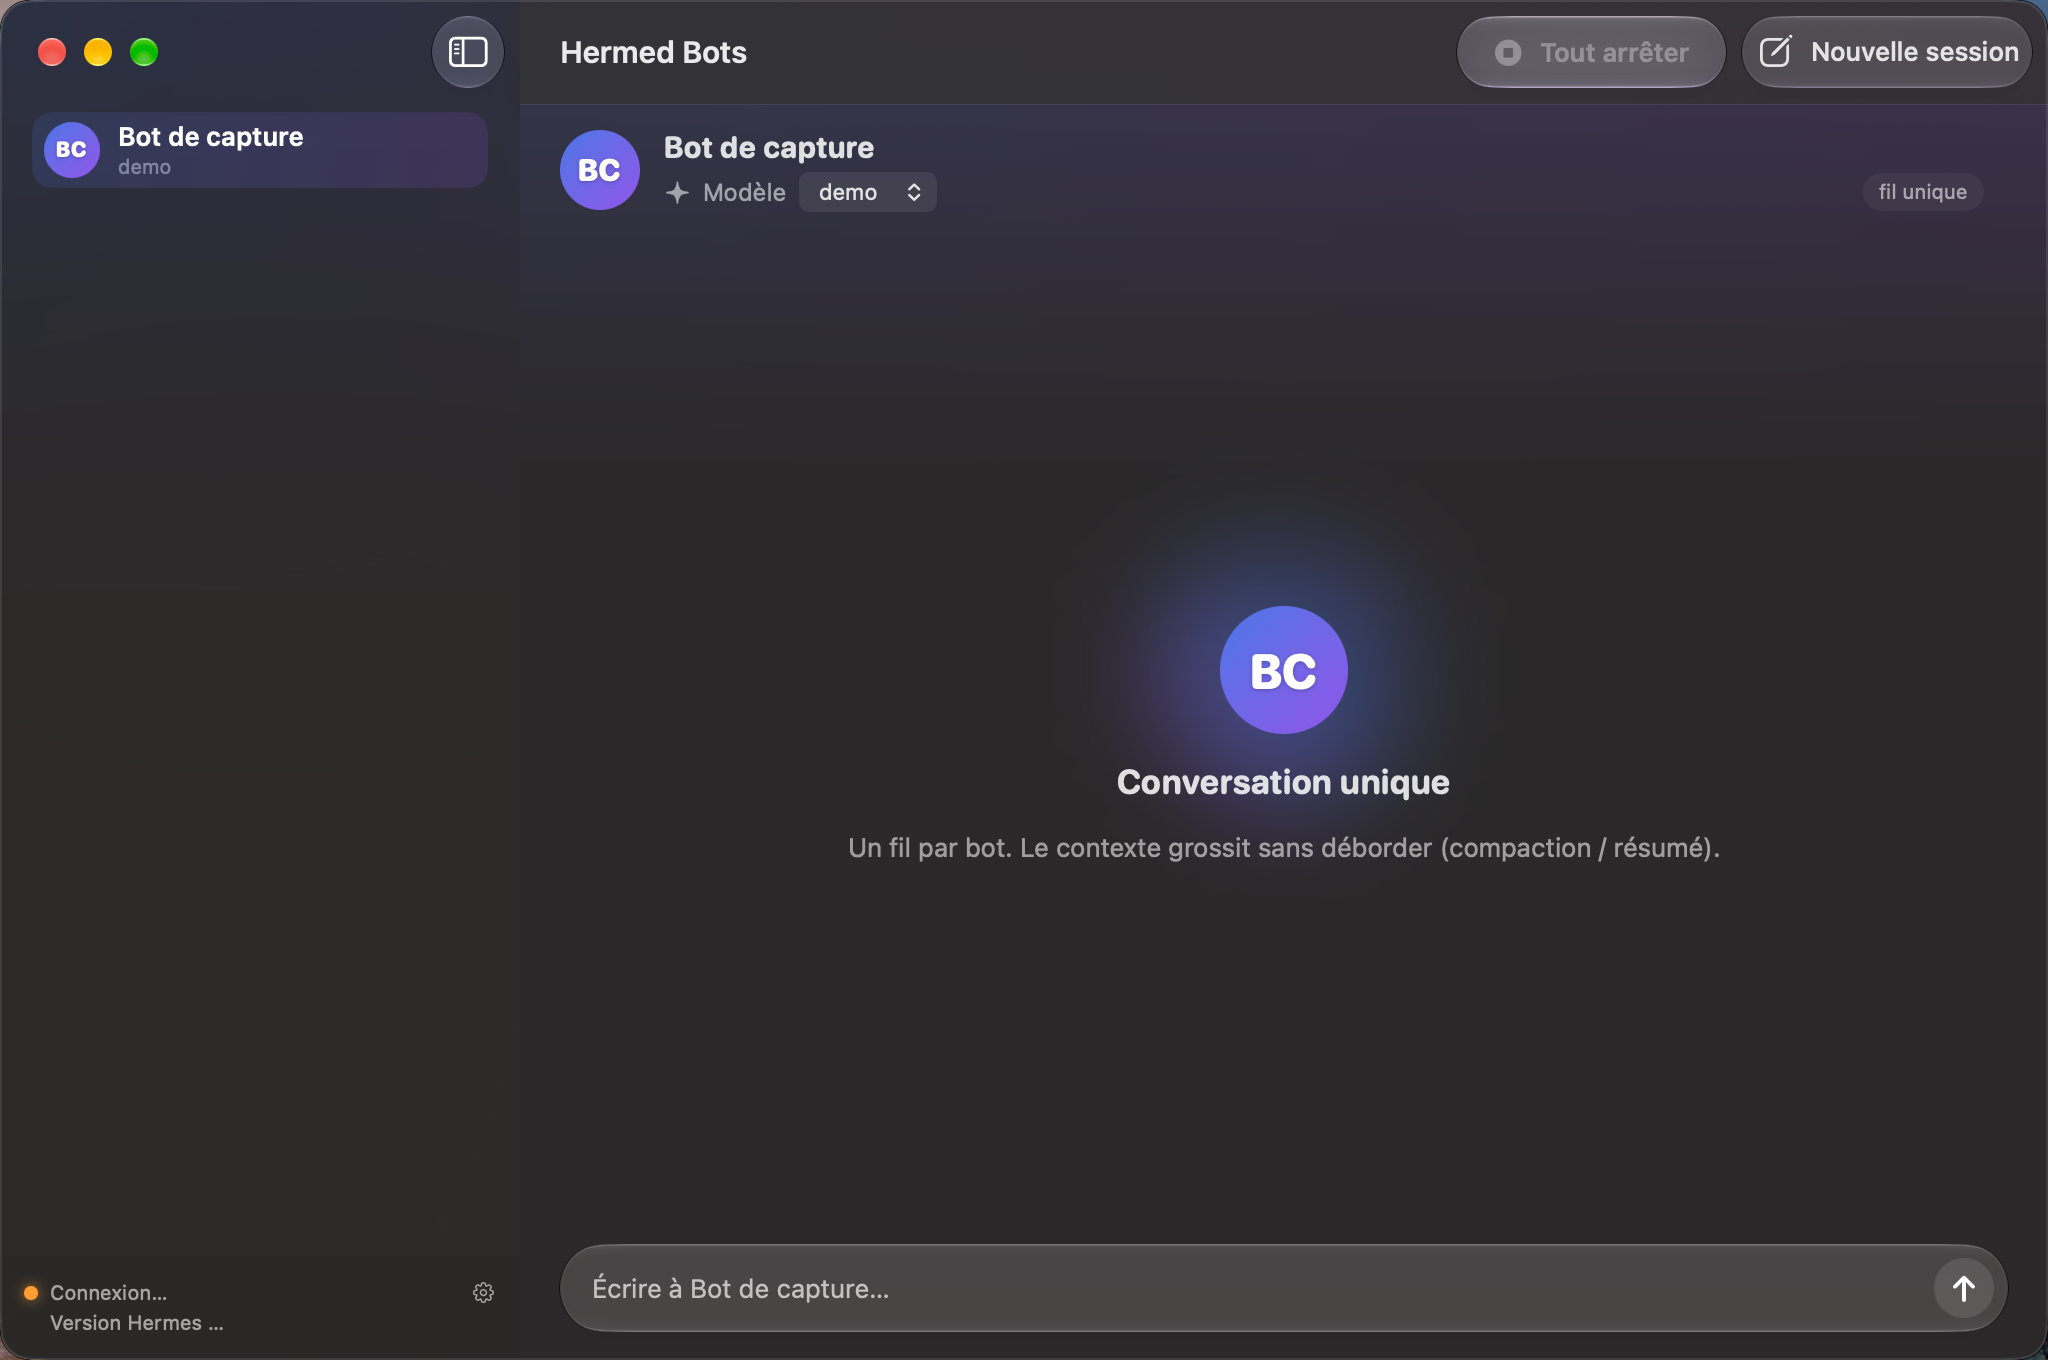 Hermed Bots
Tout arrêter
Nouvelle session
BC
Bot de capture
demo
BC
Bot de capture
Modèle
demo
fil unique
BC
Conversation unique
Un fil par bot. Le contexte grossit sans déborder (compaction / résumé).
Connexion...
Version Hermes ...
Écrire à Bot de capture...